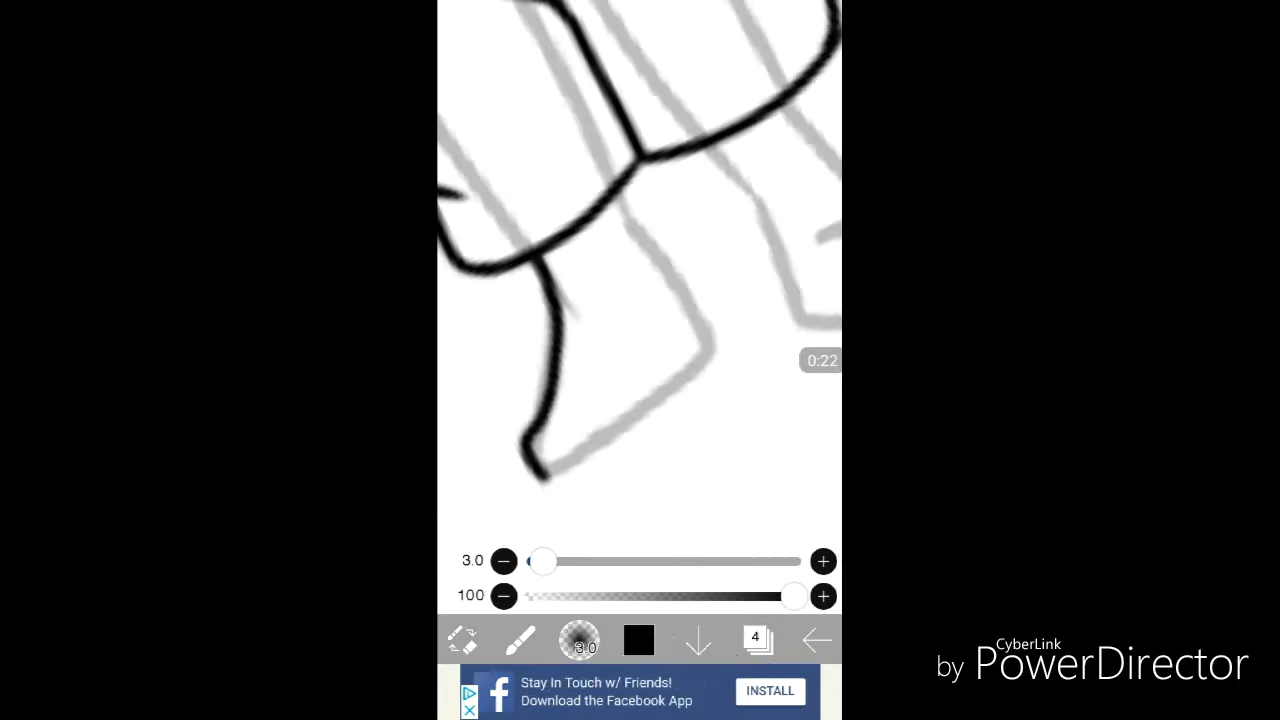 0:22
3.0
100
3.0
4
Stay In Touch w/ Friends!
Download the Facebook App
INSTALL
CyberLink
by PowerDirector